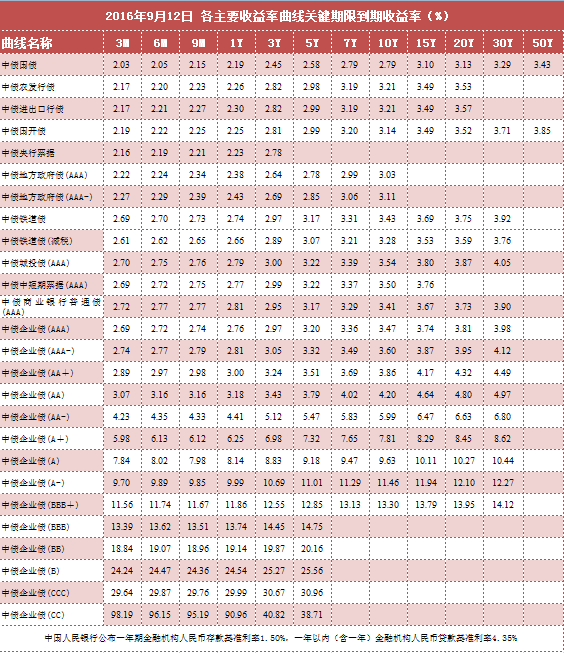 2016年9月12日 各主要收益率曲线关键期限到期收益率（%）
曲线名称 3M 6M 9M 1Y 3Y 5Y 7Y 10Y 15Y 20Y 30Y 50Y
中债国债 2.03 2.05 2.15 2.19 2.45 2.58 2.79 2.79 3.10 3.13 3.29 3.43
中债农发行债 2.17 2.20 2.23 2.26 2.82 2.98 3.19 3.21 3.49 3.53
中债进出口行债 2.17 2.21 2.27 2.30 2.82 2.99 3.19 3.21 3.49 3.57
中债国开债 2.19 2.22 2.25 2.25 2.81 2.99 3.20 3.14 3.49 3.52 3.71 3.85
中债央行票据 2.16 2.19 2.21 2.23 2.78
中债地方政府债(AAA) 2.22 2.24 2.34 2.38 2.64 2.78 2.99 3.03
中债地方政府债(AAA-) 2.27 2.29 2.39 2.43 2.69 2.85 3.06 3.11
中债铁道债 2.69 2.70 2.73 2.74 2.97 3.17 3.31 3.43 3.69 3.75 3.92
中债铁道债(减税) 2.61 2.62 2.65 2.66 2.89 3.07 3.21 3.28 3.53 3.59 3.76
中债城投债(AAA) 2.70 2.75 2.76 2.79 3.00 3.22 3.39 3.54 3.80 3.87 4.05
中债中短期票据(AAA) 2.69 2.72 2.75 2.77 2.99 3.22 3.37 3.50 3.76
中债商业银行普通债
(AAA) 2.72 2.77 2.77 2.81 2.95 3.17 3.29 3.41 3.67 3.73 3.90
中债企业债(AAA) 2.69 2.72 2.74 2.76 2.97 3.20 3.36 3.47 3.74 3.81 3.98
中债企业债(AAA-) 2.74 2.77 2.79 2.81 3.05 3.32 3.49 3.60 3.87 3.95 4.12
中债企业债(AA＋) 2.89 2.97 2.98 3.00 3.24 3.51 3.69 3.86 4.17 4.32 4.49
中债企业债(AA) 3.07 3.16 3.16 3.18 3.43 3.79 4.02 4.20 4.64 4.80 4.97
中债企业债(AA-) 4.23 4.35 4.33 4.41 5.12 5.47 5.83 5.99 6.47 6.63 6.80
中债企业债(A＋) 5.98 6.13 6.12 6.25 6.98 7.32 7.65 7.81 8.29 8.45 8.62
中债企业债(A) 7.84 8.02 7.98 8.14 8.83 9.18 9.47 9.63 10.11 10.27 10.44
中债企业债(A-) 9.70 9.89 9.85 9.99 10.69 11.01 11.29 11.46 11.94 12.10 12.27
中债企业债(BBB＋) 11.56 11.74 11.67 11.86 12.55 12.85 13.13 13.30 13.79 13.95 14.12
中债企业债(BBB) 13.39 13.62 13.51 13.74 14.45 14.75
中债企业债(BB) 18.84 19.07 18.96 19.14 19.87 20.16
中债企业债(B) 24.24 24.47 24.36 24.54 25.27 25.56
中债企业债(CCC) 29.64 29.87 29.76 29.99 30.67 30.96
中债企业债(CC) 98.19 96.15 95.19 90.96 40.82 38.71
中国人民银行公布一年期金融机构人民币存款基准利率1.50%，一年以内（含一年）金融机构人民币贷款基准利率4.35%